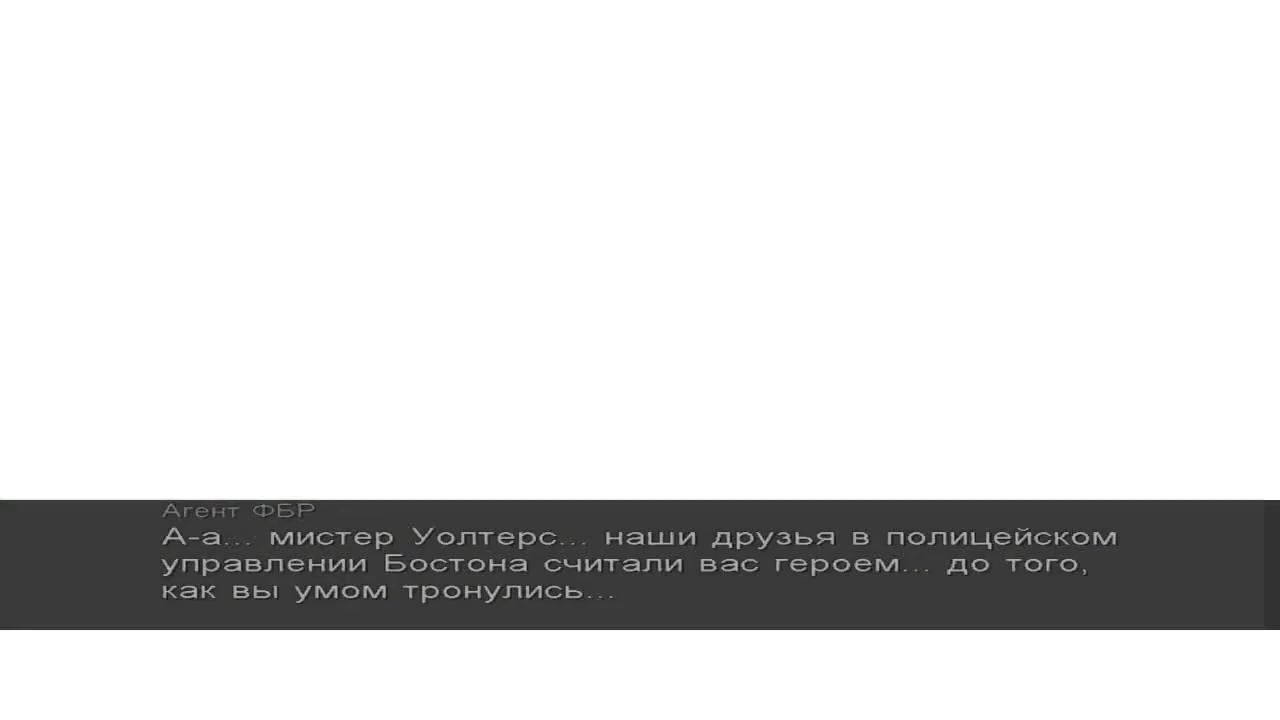 Агент ФБР
А-а... мистер Уолтерс... наши друзья в полицейском
управлении Бостона считали вас героем... до того,
как вы умом тронулись...